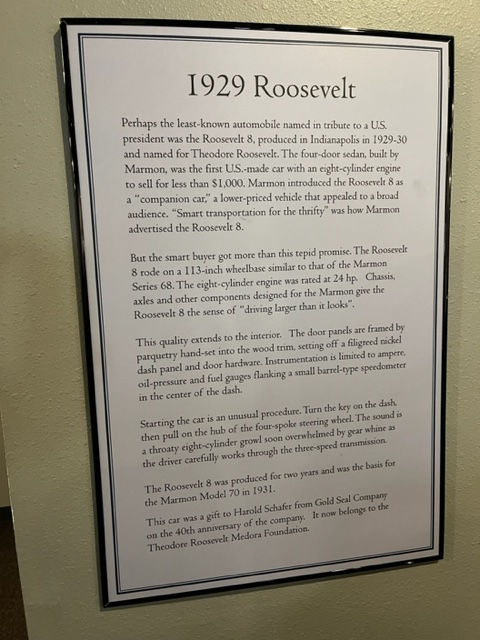 1929 Roosevelt
Perhaps the least-known automobile named in tribute to a U.S.
president was the Roosevelt 8, produced in Indianapolis in 1929-30
and named for Theodore Roosevelt. The four-door sedan, built by
Marmon, was the first U.S.-made car with an eight-cylinder engine
to sell for less than $1,000. Marmon introduced the Roosevelt 8 as
a “companion car,” a lower-priced vehicle that appealed to a broad
audience. “Smart transportation for the thrifty” was how Marmon
advertised the Roosevelt 8.
But the smart buyer got more than this tepid promise. The Roosevelt
8 rode on a 113-inch wheelbase similar to that of the Marmon
Series 68. The eight-cylinder engine was rated at 24 hp. Chassis,
axles and other components designed for the Marmon give the
Roosevelt 8 the sense of “driving larger than it looks”.
This quality extends to the interior. The door panels are framed by
parquetry hand-set into the wood trim, setting off a filigreed nickel
dash panel and door hardware. Instrumentation is limited to ampere,
oil-pressure and fuel gauges flanking a small barrel-type speedometer
in the center of the dash.
Starting the car is an unusual procedure. Turn the key on the dash,
then pull on the hub of the four-spoke steering wheel. The sound is
a throaty eight-cylinder growl soon overwhelmed by gear whine as
the driver carefully works through the three-speed transmission.
The Roosevelt 8 was produced for two years and was the basis for
the Marmon Model 70 in 1931.
This car was a gift to Harold Schafer from Gold Seal Company
on the 40th anniversary of the company. It now belongs to the
Theodore Roosevelt Medora Foundation.